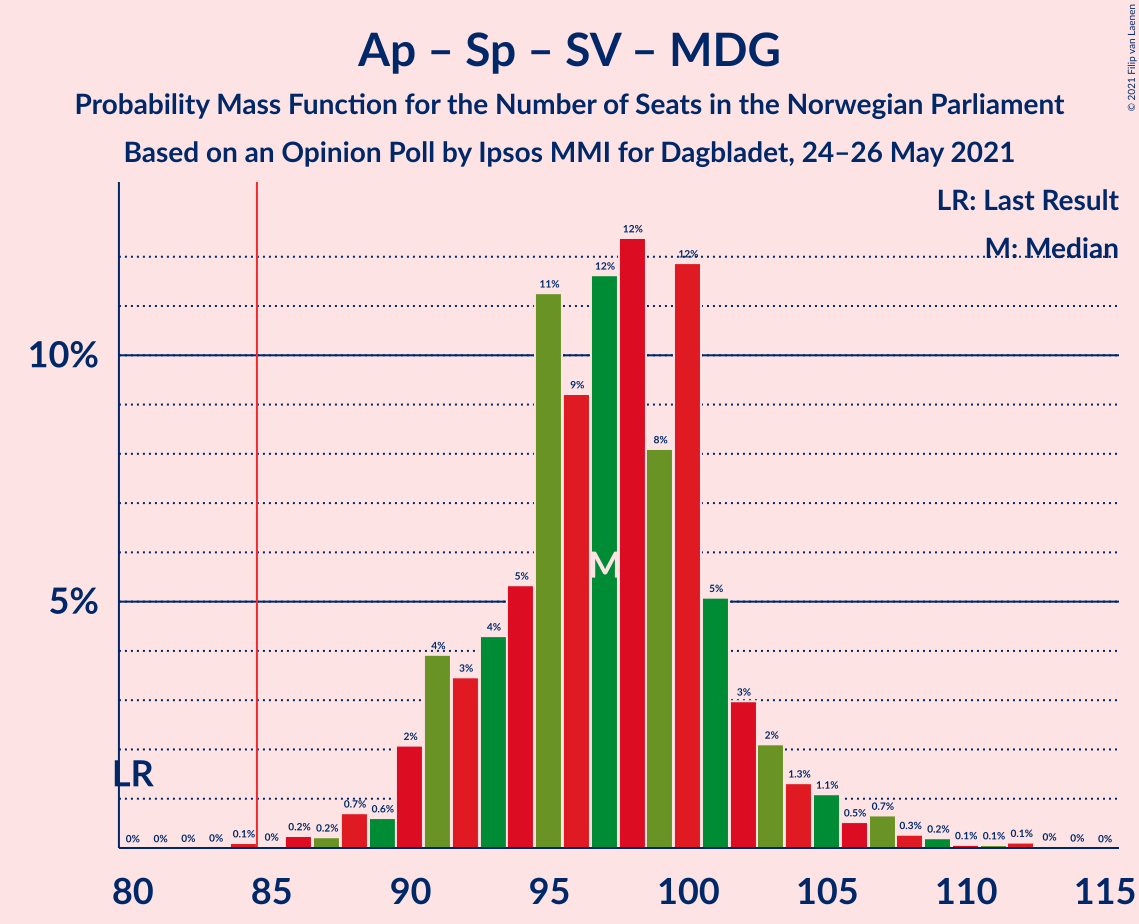 Ap – Sp – SV – MDG
Probability Mass Function for the Number of Seats in the Norwegian Parliament
Based on an Opinion Poll by Ipsos MMI for Dagbladet, 24–26 May 2021
© 2021 Filip van Laenen
LR: Last Result
M: Median
10%
5%
LR
M
0% 0% 0% 0% 0.1% 0% 0.2% 0.2% 0.7% 0.6% 2% 4% 3% 4% 5% 11% 9% 12% 12% 8% 12% 5% 3% 2% 1.3% 1.1% 0.5% 0.7% 0.3% 0.2% 0.1% 0.1% 0.1% 0% 0% 0%
80 85 90 95 100 105 110 115